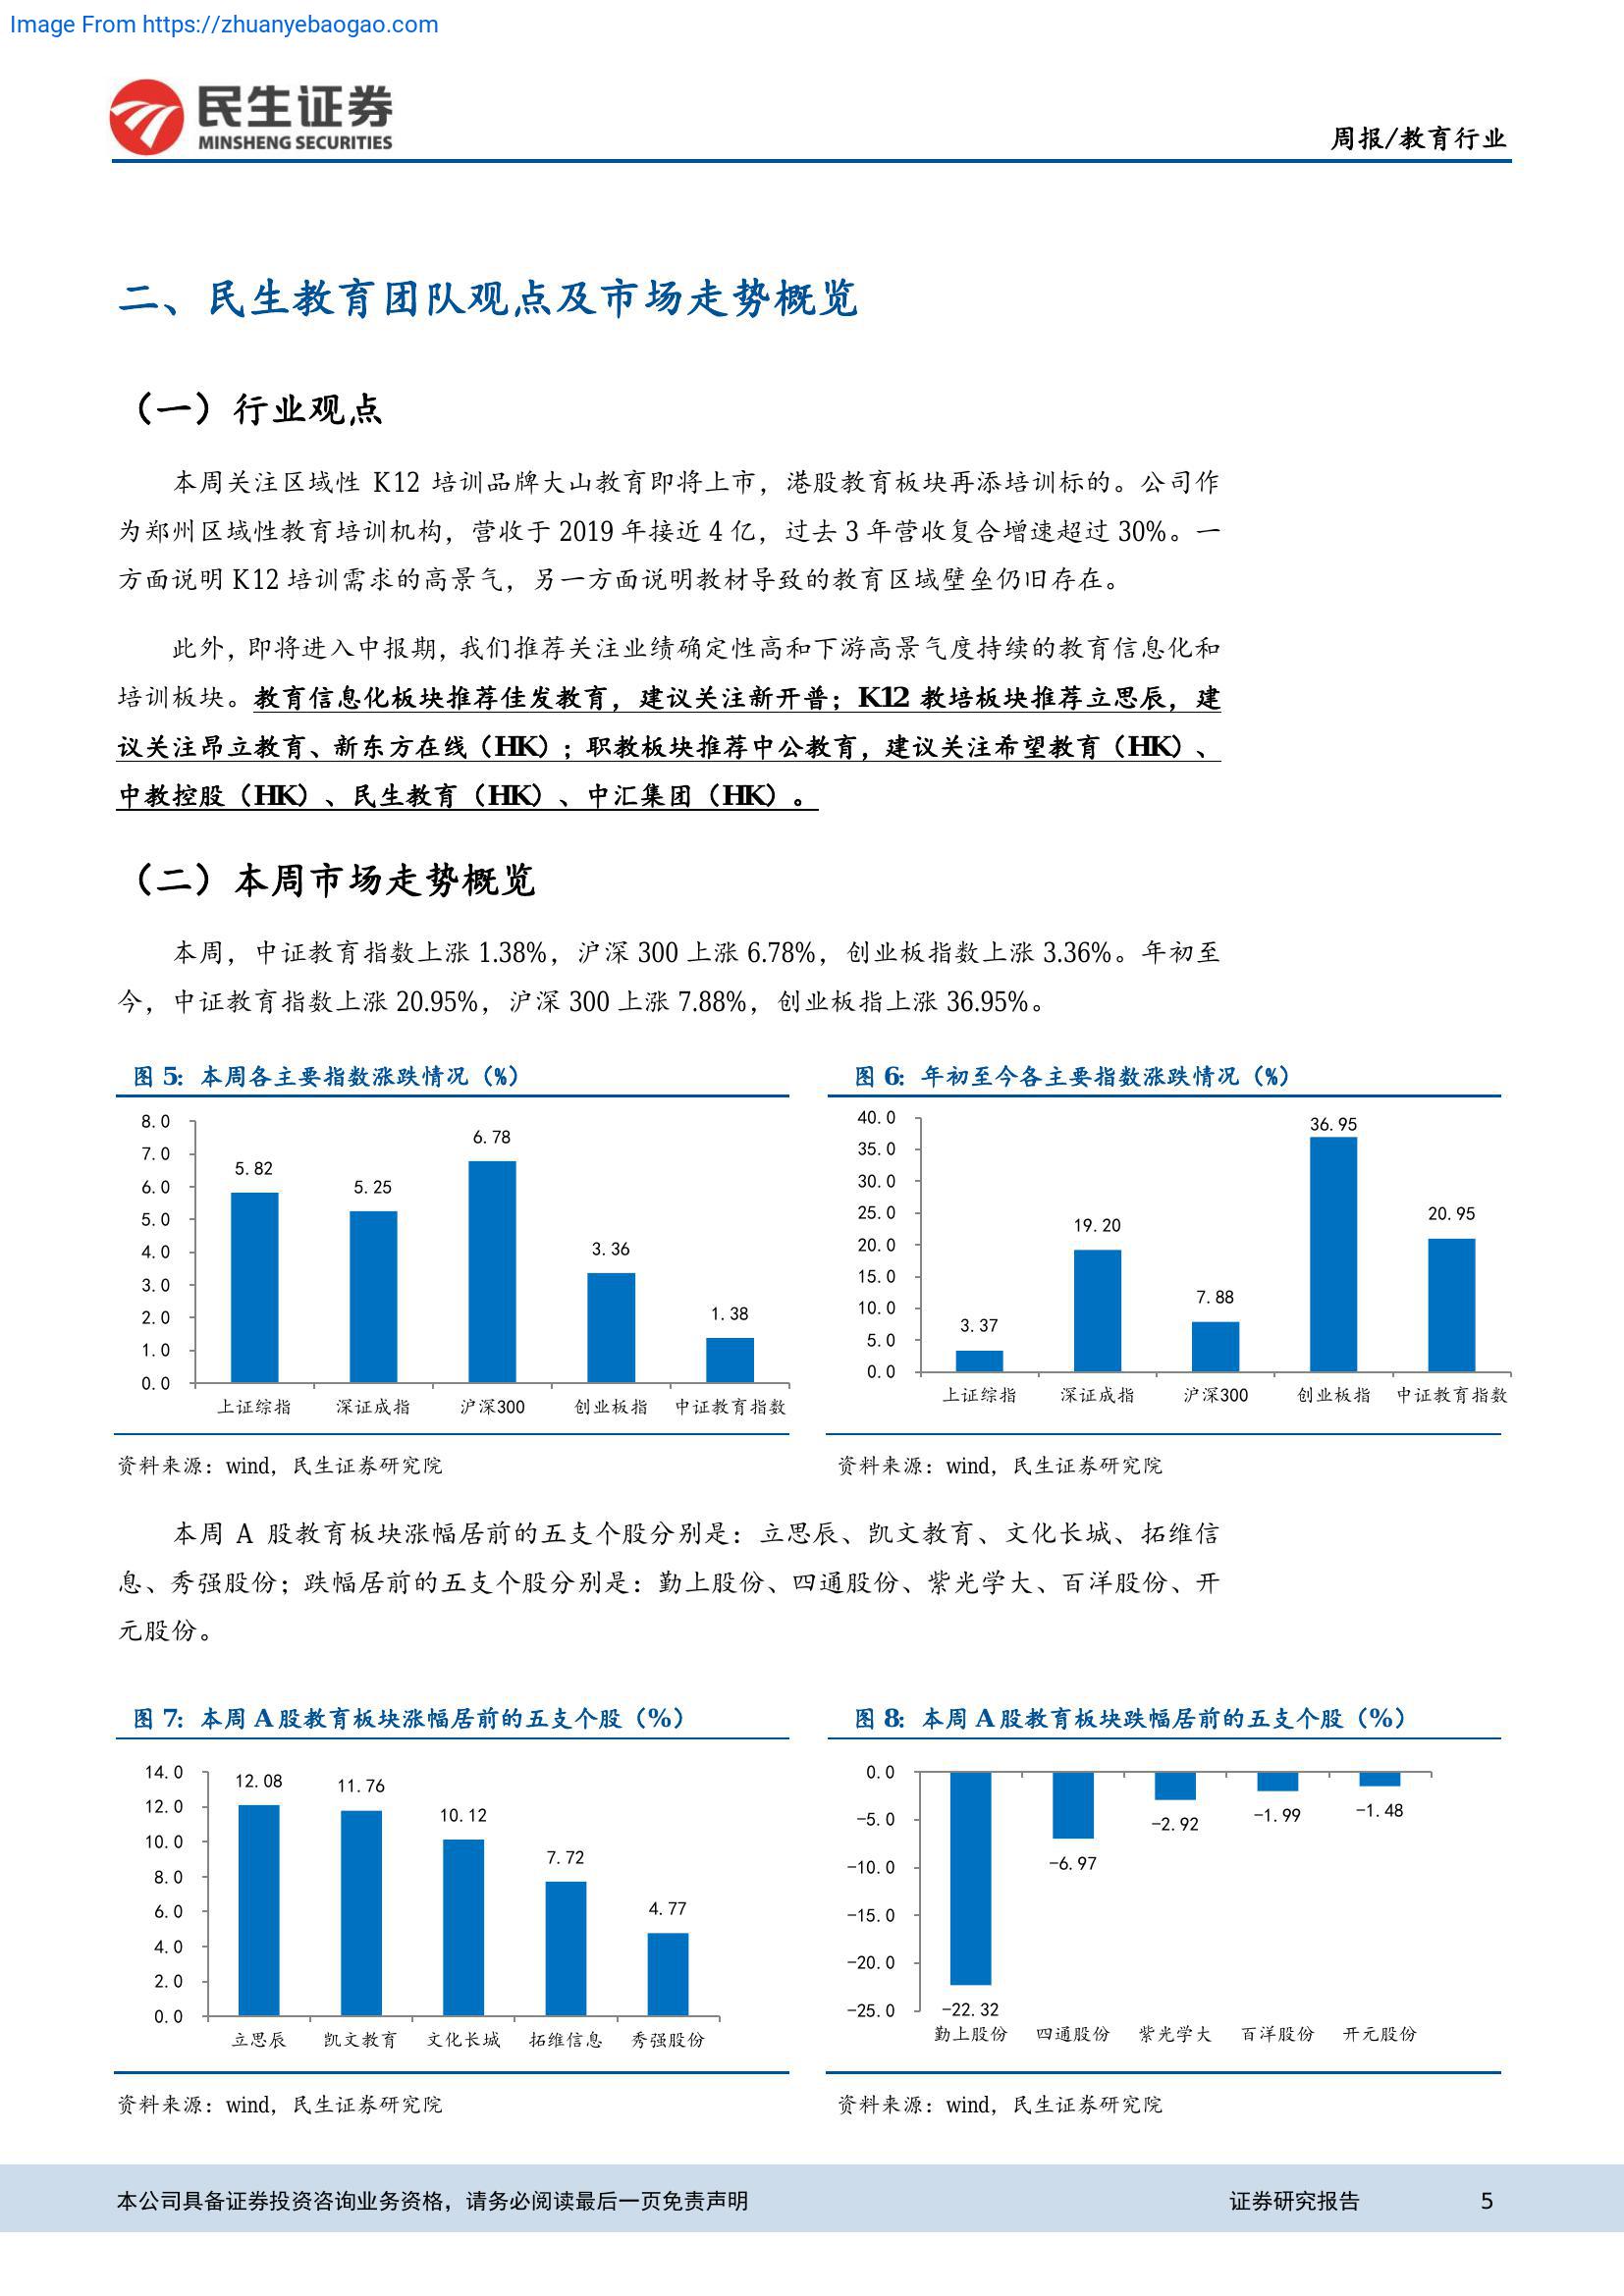 Image From https://zhuanyebaogao.com
民生证券
MINSHENG SECURITIES
周报/教育行业
二、民生教育团队观点及市场走势概览
（一）行业观点
本周关注区域性 K12 培训品牌大山教育即将上市，港股教育板块再添培训标的。公司作
为郑州区域性教育培训机构，营收于 2019 年接近 4 亿，过去 3 年营收复合增速超过 30%。一
方面说明 K12 培训需求的高景气，另一方面说明教材导致的教育区域壁垒仍旧存在。
此外，即将进入中报期，我们推荐关注业绩确定性高和下游高景气度持续的教育信息化和
培训板块。教育信息化板块推荐佳发教育，建议关注新开普；K12 教培板块推荐立思辰，建
议关注昂立教育、新东方在线（HK）；职教板块推荐中公教育，建议关注希望教育（HK）、
中教控股（HK）、民生教育（HK）、中汇集团（HK）。
（二）本周市场走势概览
本周，中证教育指数上涨 1.38%，沪深 300 上涨 6.78%，创业板指数上涨 3.36%。年初至
今，中证教育指数上涨 20.95%，沪深 300 上涨 7.88%，创业板指上涨 36.95%。
图 5：本周各主要指数涨跌情况（%）
8.0
7.0
6.0
5.0
4.0
3.0
2.0
1.0
0.0
5.82
5.25
6.78
3.36
1.38
上证综指 深证成指 沪深300 创业板指 中证教育指数
资料来源：wind，民生证券研究院
图 6：年初至今各主要指数涨跌情况（%）
40.0
35.0
30.0
25.0
20.0
15.0
10.0
5.0
0.0
3.37
19.20
7.88
36.95
20.95
上证综指 深证成指 沪深300 创业板指 中证教育指数
资料来源：wind，民生证券研究院
本周 A 股教育板块涨幅居前的五支个股分别是：立思辰、凯文教育、文化长城、拓维信
息、秀强股份；跌幅居前的五支个股分别是：勤上股份、四通股份、紫光学大、百洋股份、开
元股份。
图 7：本周 A 股教育板块涨幅居前的五支个股（%）
14.0
12.0
10.0
8.0
6.0
4.0
2.0
0.0
12.08
11.76
10.12
7.72
4.77
立思辰 凯文教育 文化长城 拓维信息 秀强股份
资料来源：wind，民生证券研究院
图 8：本周 A 股教育板块跌幅居前的五支个股（%）
0.0
-5.0
-10.0
-15.0
-20.0
-25.0
-22.32
-6.97
-2.92
-1.99
-1.48
勤上股份 四通股份 紫光学大 百洋股份 开元股份
资料来源：wind，民生证券研究院
本公司具备证券投资咨询业务资格，请务必阅读最后一页免责声明
证券研究报告 5